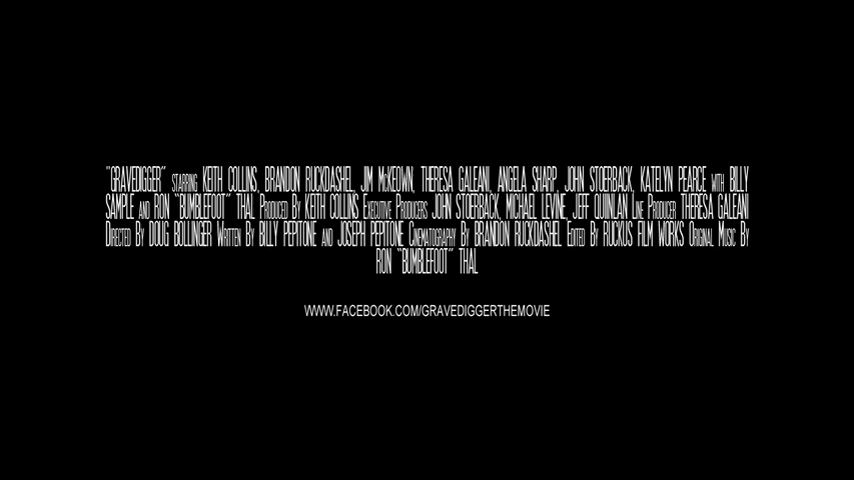 "GRAVEDIGGER" STARRING KEITH COLLINS, BRANDON RUCKDASHEL, JIM McKEOWN, THERESA GALEANI, ANGELA SHARP, JOHN STOERBACK, KATELYN PEARCE WITH BILLY
SAMPLE AND RON "BUMBLEFOOT" THAL PRODUCED BY KEITH COLLINS EXECUTIVE PRODUCERS JOHN STOERBACK, MICHAEL LEVINE, JEFF QUINLAN LINE PRODUCER THERESA GALEANI
DIRECTED BY DOUG BOLLINGER WRITTEN BY BILLY PEPITONE AND JOSEPH PEPITONE CINEMATOGRAPHY BY BRANDON RUCKDASHEL EDITED BY RUCKUS FILM WORKS ORIGINAL MUSIC BY
RON "BUMBLEFOOT" THAL
WWW.FACEBOOK.COM/GRAVEDIGGERTHEMOVIE